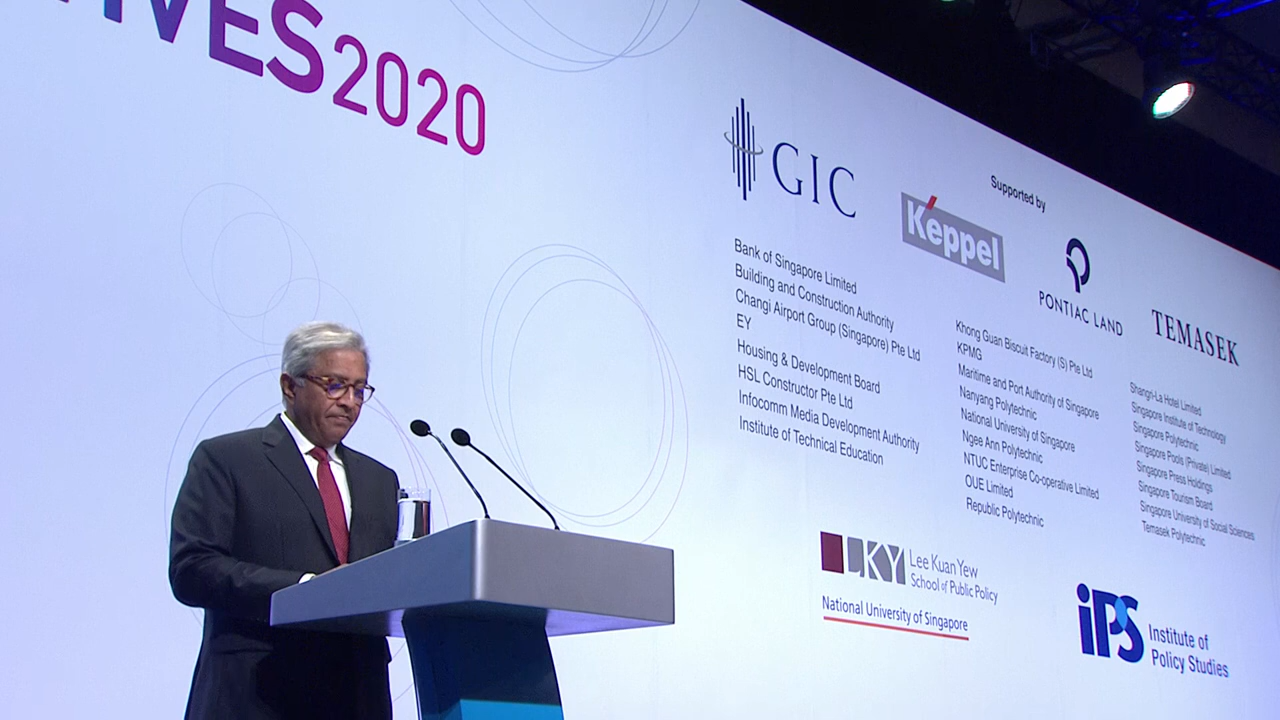 IVES2020
GIC
Supported by
Keppel
PONTIAC LAND
TEMASEK
Bank of Singapore Limited
Building and Construction Authority
Changi Airport Group (Singapore) Pte Ltd
EY
Housing & Development Board
HSL Constructor Pte Ltd
Infocomm Media Development Authority
Institute of Technical Education
Khong Guan Biscuit Factory (S) Pte Ltd
KPMG
Maritime and Port Authority of Singapore
Nanyang Polytechnic
National University of Singapore
Ngee Ann Polytechnic
NTUC Enterprise Co-operative Limited
OUE Limited
Republic Polytechnic
Shangri-La Hotel Limited
Singapore Institute of Technology
Singapore Polytechnic
Singapore Pools (Private) Limited
Singapore Press Holdings
Singapore Tourism Board
Singapore University of Social Sciences
Temasek Polytechnic
LKY Lee Kuan Yew
School of Public Policy
National University of Singapore
iPS Institute of
Policy Studies